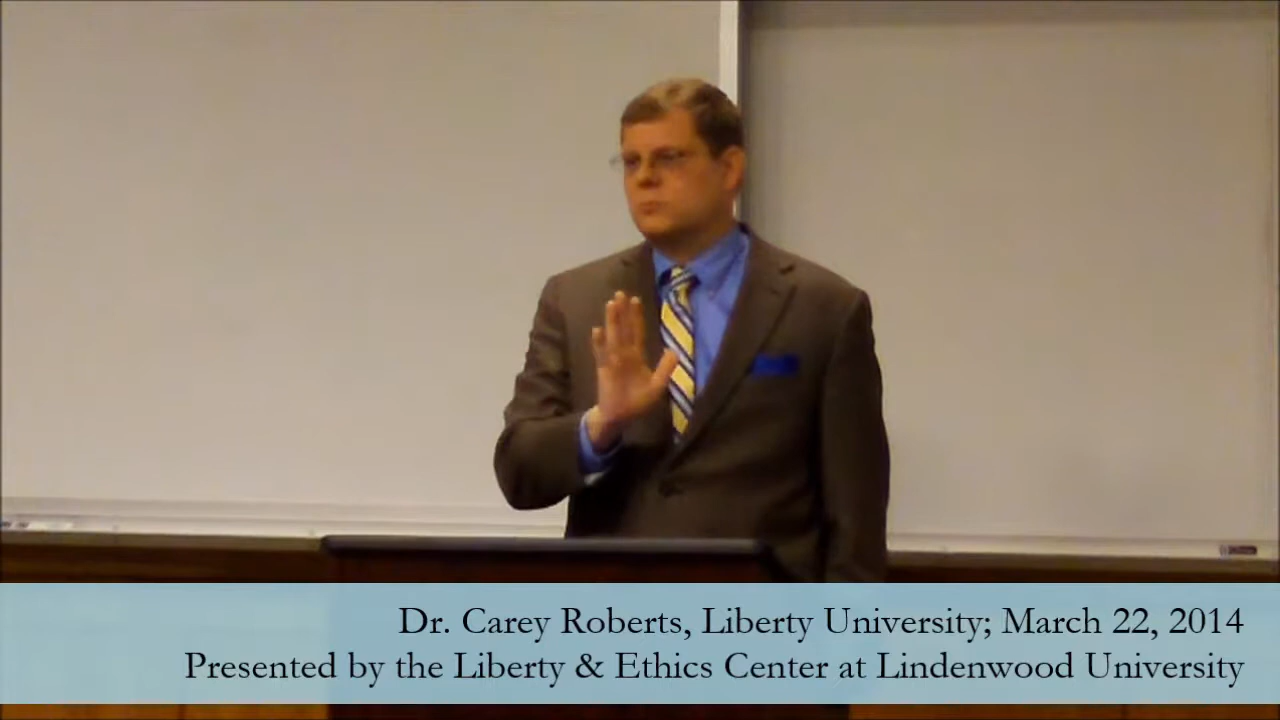 Dr. Carey Roberts, Liberty University; March 22, 2014
Presented by the Liberty & Ethics Center at Lindenwood University